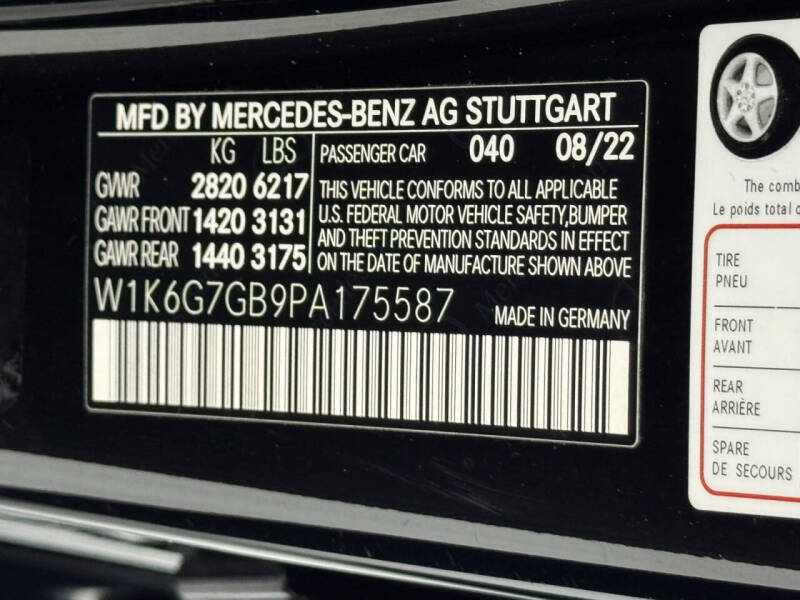 MFD BY MERCEDES-BENZ AG STUTTGART
KG LBS
GVWR 2820 6217
GAWR FRONT 1420 3131
GAWR REAR 1440 3175
PASSENGER CAR 040 08/22
THIS VEHICLE CONFORMS TO ALL APPLICABLE
U.S. FEDERAL MOTOR VEHICLE SAFETY,BUMPER
AND THEFT PREVENTION STANDARDS IN EFFECT
ON THE DATE OF MANUFACTURE SHOWN ABOVE
W1K6G7GB9PA175587
MADE IN GERMANY
The comb
Le poids total
TIRE
PNEU
FRONT
AVANT
REAR
ARRIÈRE
SPARE
DE SECOURS